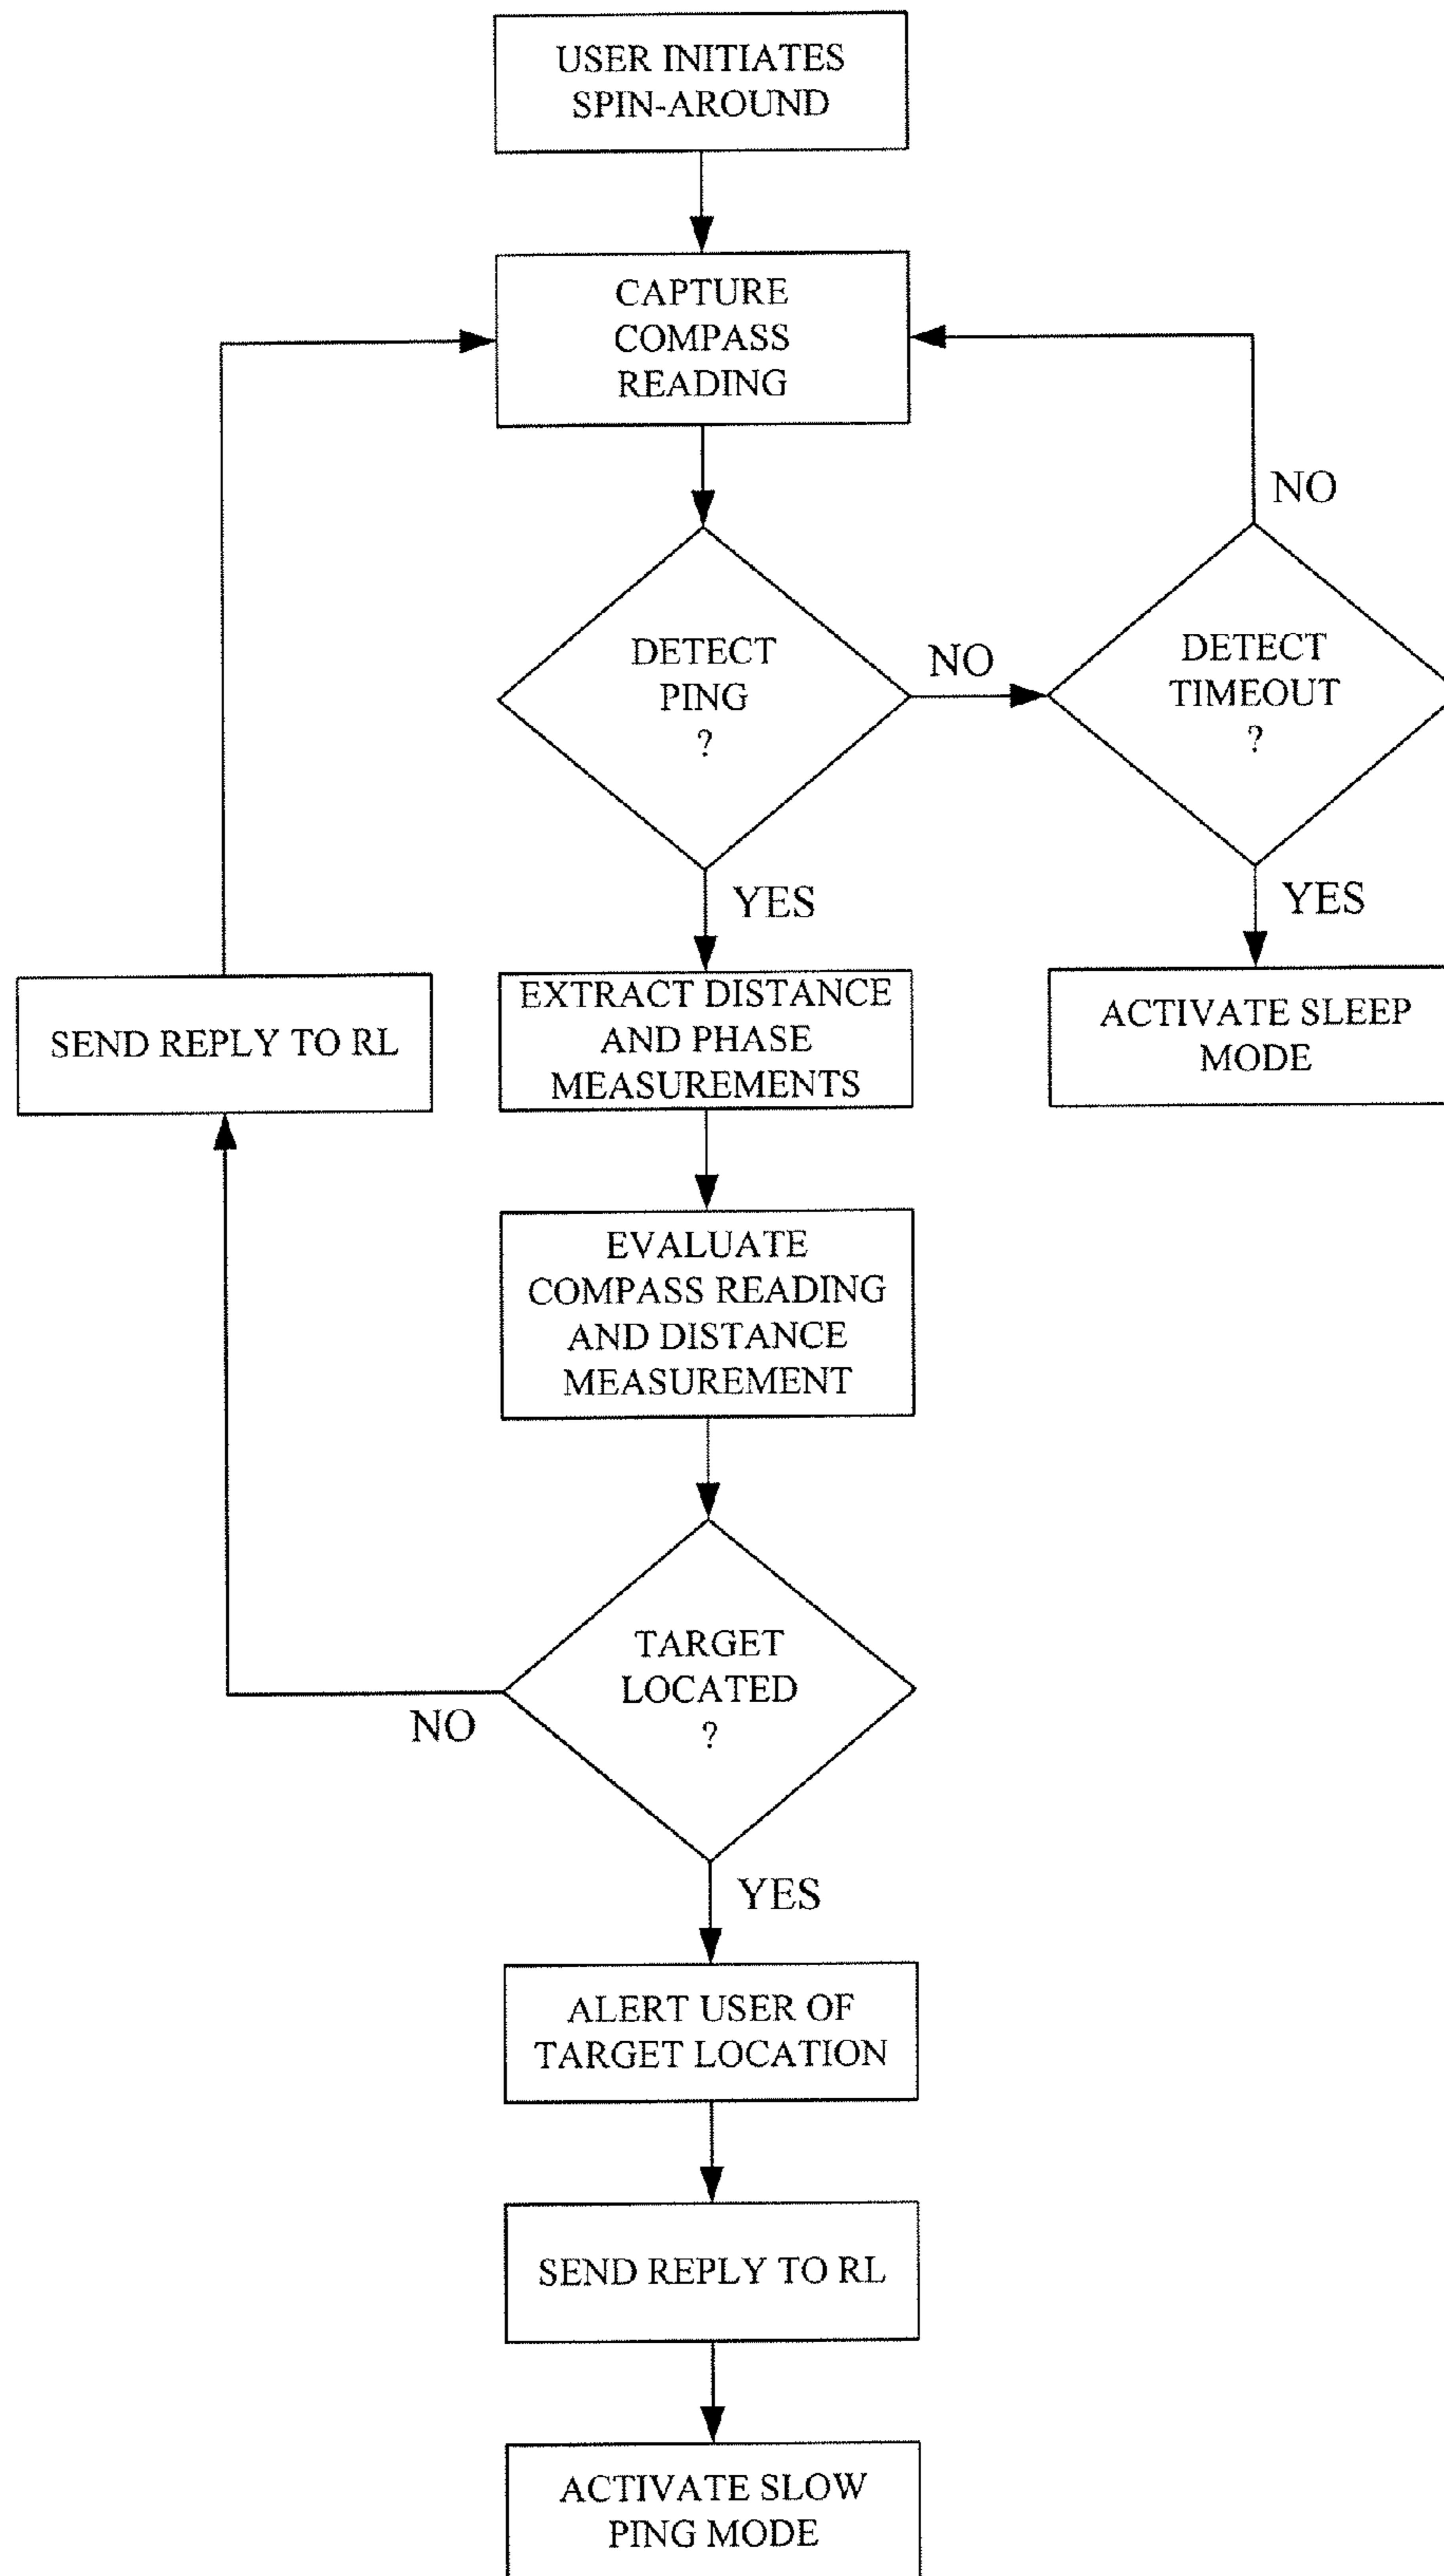 USER INITIATES
SPIN-AROUND
CAPTURE
COMPASS
READING
NO
DETECT
PING
?
NO
DETECT
TIMEOUT
?
YES
YES
SEND REPLY TO RL
EXTRACT DISTANCE
AND PHASE
MEASUREMENTS
ACTIVATE SLEEP
MODE
EVALUATE
COMPASS READING
AND DISTANCE
MEASUREMENT
TARGET
LOCATED
?
NO
YES
ALERT USER OF
TARGET LOCATION
SEND REPLY TO RL
ACTIVATE SLOW
PING MODE